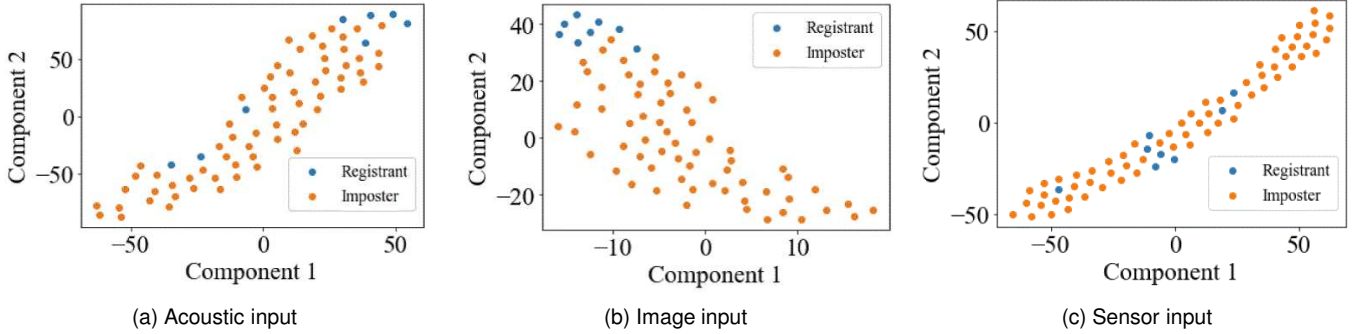 Component 2
50
0
−50
−50
0
50
Component 1
Registrant
Imposter
(a) Acoustic input
Component 2
40
20
0
−20
−10
0
10
Component 1
Registrant
Imposter
(b) Image input
Component 2
50
0
−50
−50
0
50
Component 1
Registrant
Imposter
(c) Sensor input